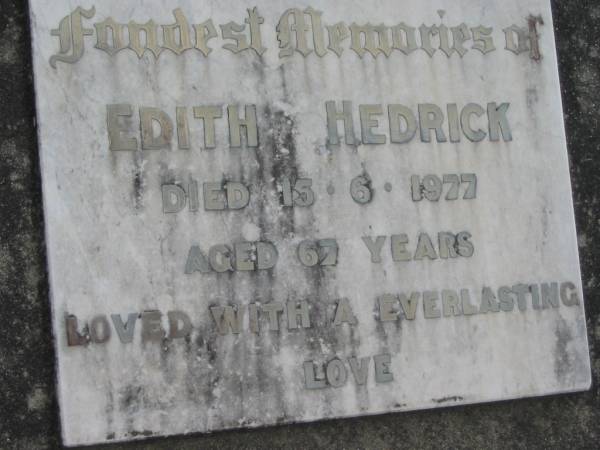 Fondest Memories of
EDITH HEDRICK
DIED 15·6·1977
AGED 67 YEARS
LOVED WITH A EVERLASTING
LOVE